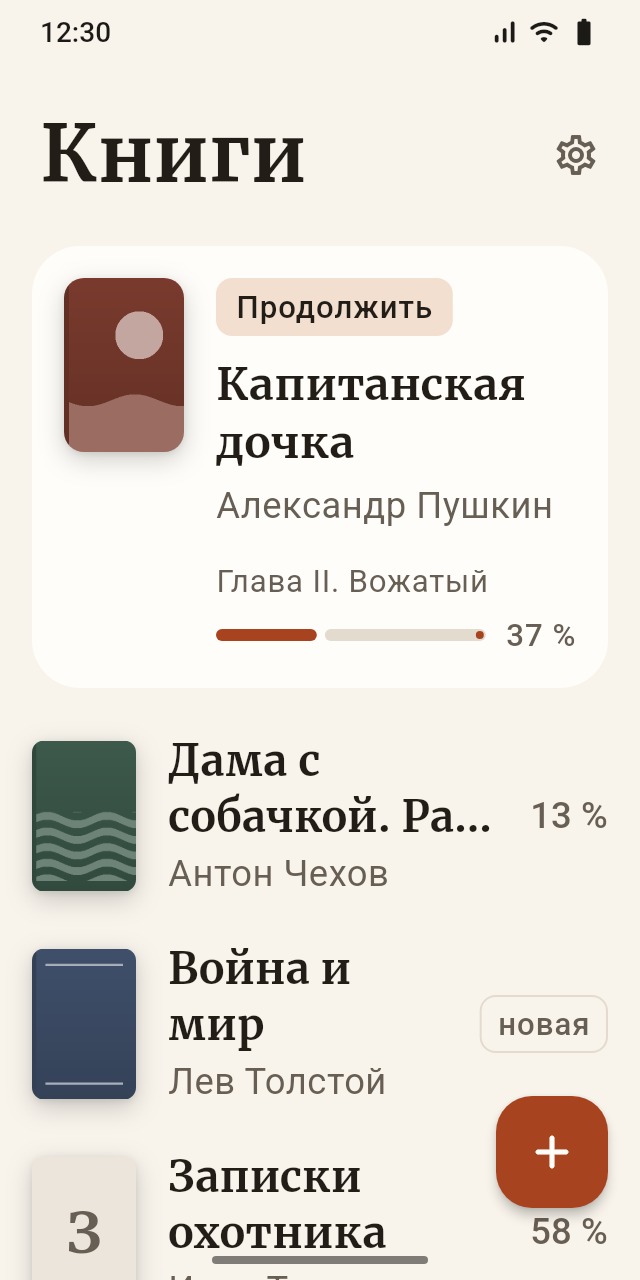 12:30
Книги
Продолжить
Капитанская
дочка
Александр Пушкин
Глава II. Вожатый
37 %
Дама с
собачкой. Ра...
13 %
Антон Чехов
Война и
мир
новая
Лев Толстой
З
Записки
охотника
58 %